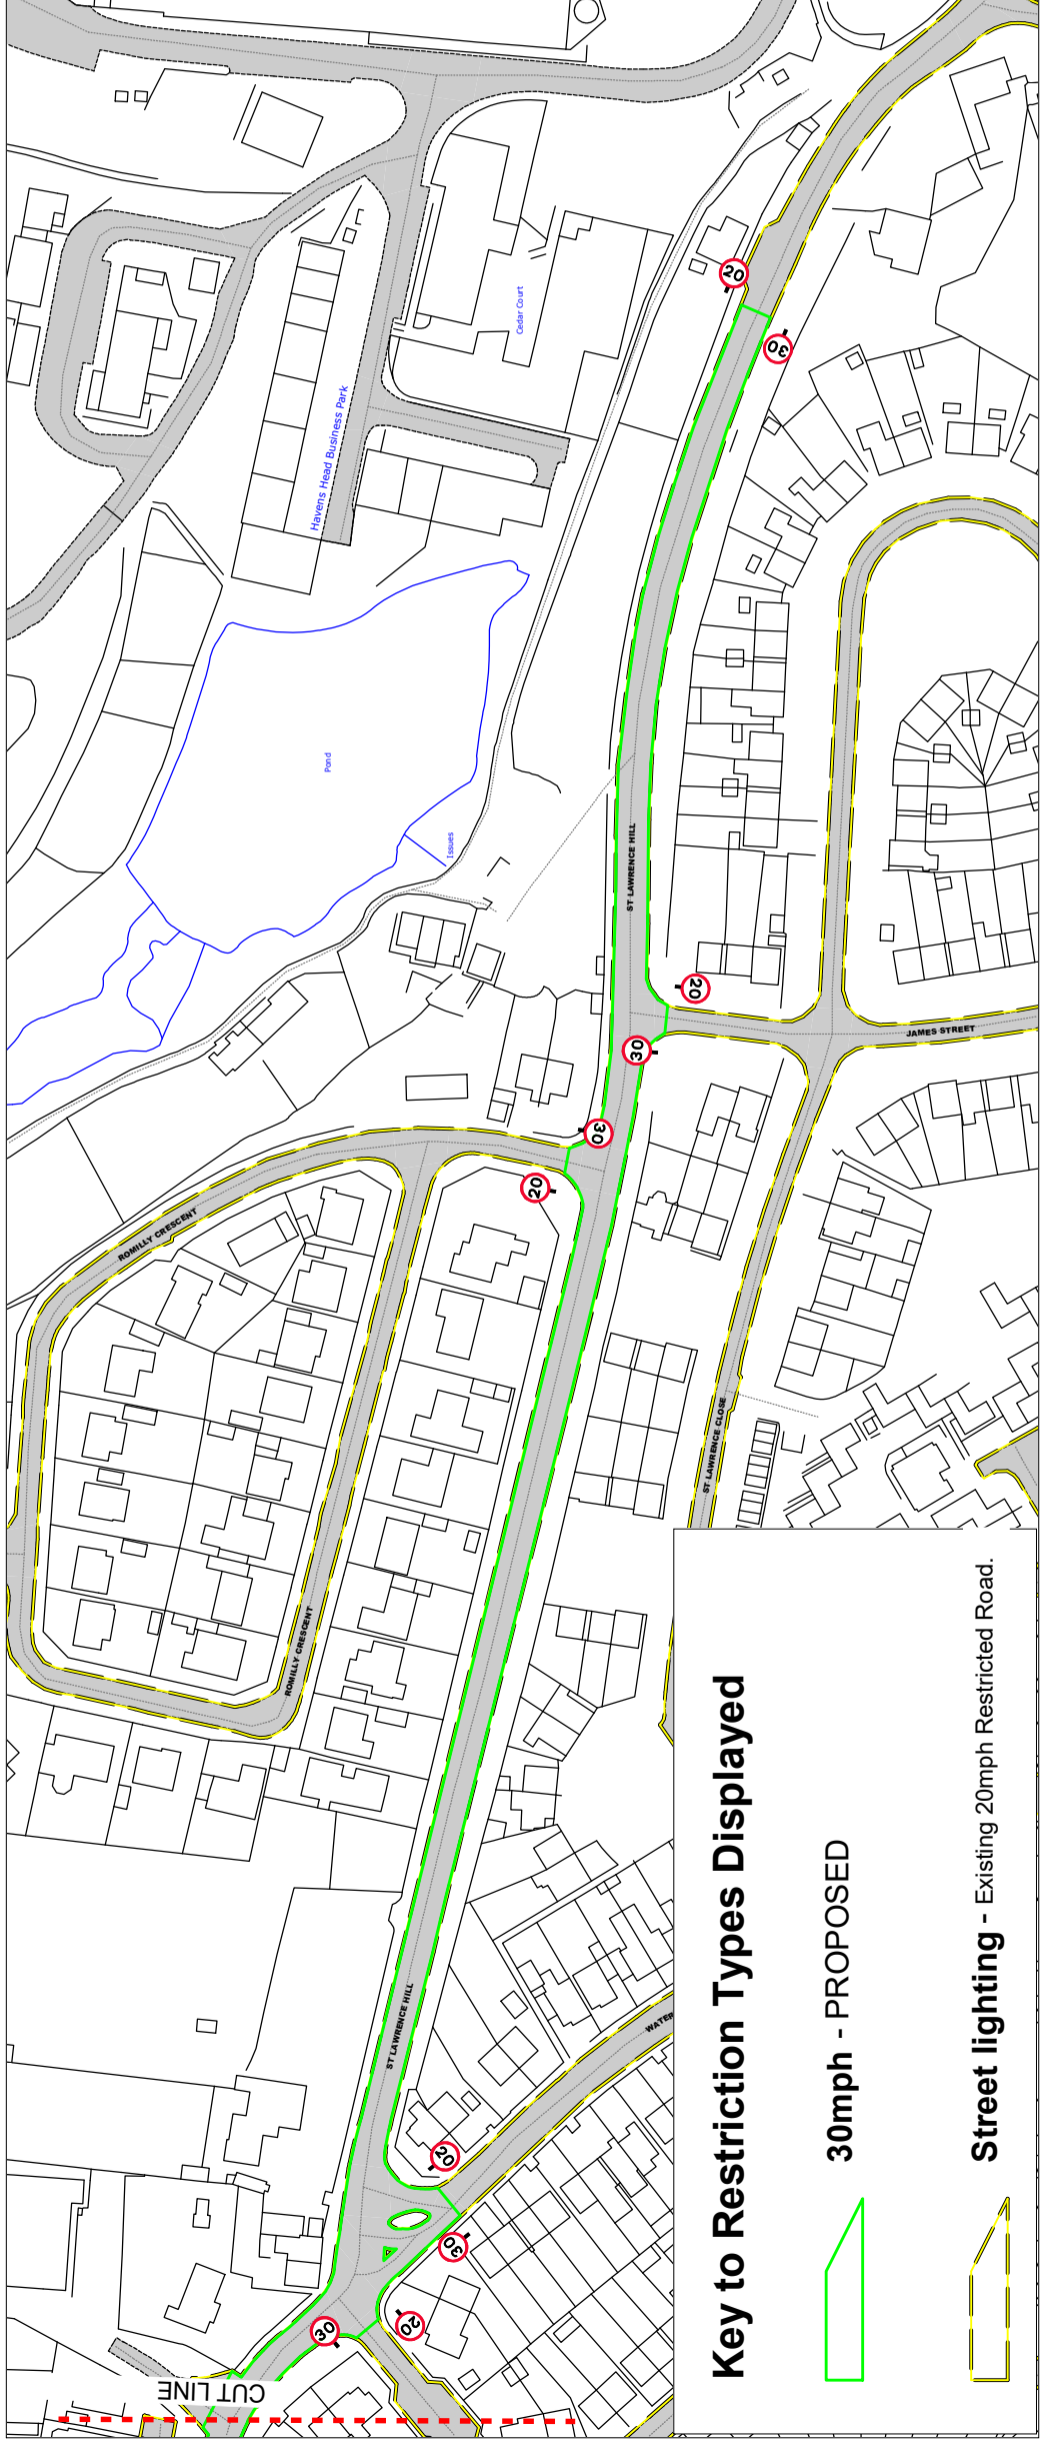 Havens Head Business Park
Cedar Court
Pond
Issues
20
30
ST LAWRENCE HILL
20
30
30
20
JAMES STREET
ROMILLY CRESCENT
ROMILLY CRESCENT
ST LAWRENCE CLOSE
ST LAWRENCE HILL
WATER
20
30
20
30
CUT LINE
Key to Restriction Types Displayed
30mph - PROPOSED
Street lighting - Existing 20mph Restricted Road.